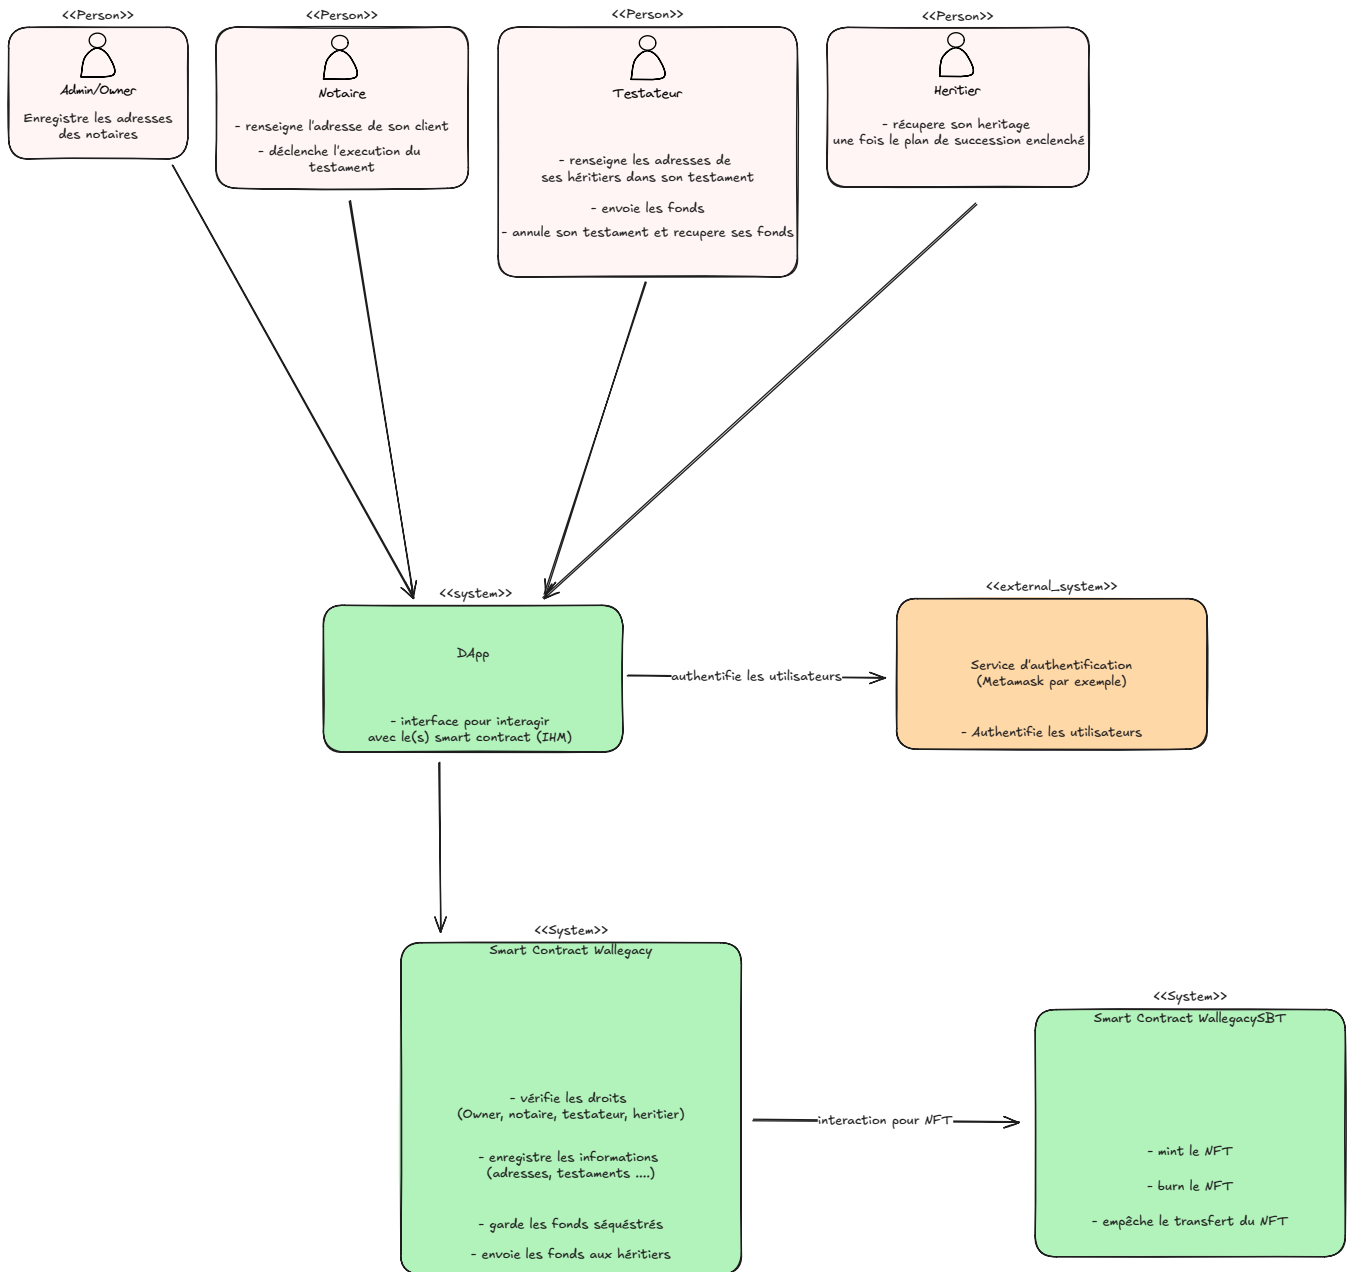 <<Person>>
Admin/Owner
Enregistre les adresses
des notaires
<<Person>>
Notaire
- renseigne l'adresse de son client
- déclenche l'execution du
testament
<<Person>>
Testateur
- renseigne les adresses de
ses héritiers dans son testament
- envoie les fonds
- annule son testament et recupere ses fonds
<<Person>>
Heritier
- récupere son heritage
une fois le plan de succession enclenché
<<system>>
DApp
- interface pour interagir
avec le(s) smart contract (IHM)
authentifie les utilisateurs
<<external_system>>
Service d'authentification
(Metamask par exemple)
- Authentifie les utilisateurs
<<System>>
Smart Contract Wallegacy
- vérifie les droits
(Owner, notaire, testateur, heritier)
- enregistre les informations
(adresses, testaments ....)
- garde les fonds séquéstrés
- envoie les fonds aux héritiers
interaction pour NFT
<<System>>
Smart Contract WallegacySBT
- mint le NFT
- burn le NFT
- empêche le transfert du NFT